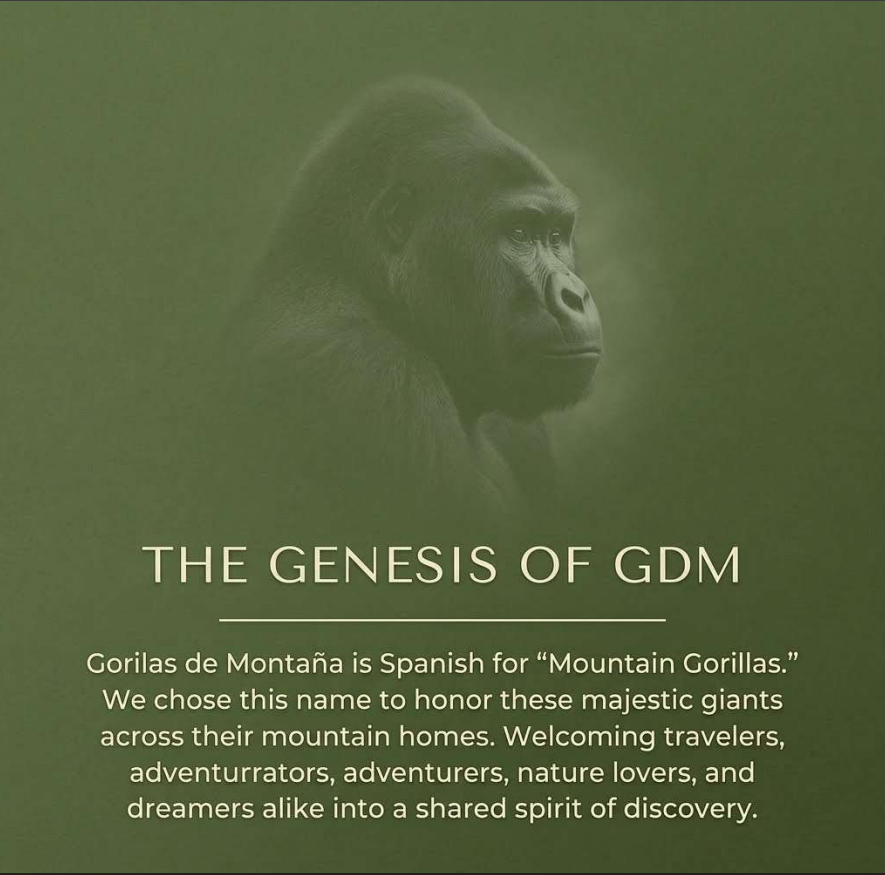 THE GENESIS OF GDM
Gorilas de Montaña is Spanish for “Mountain Gorillas.”
We chose this name to honor these majestic giants
across their mountain homes. Welcoming travelers,
adventurrators, adventurers, nature lovers, and
dreamers alike into a shared spirit of discovery.